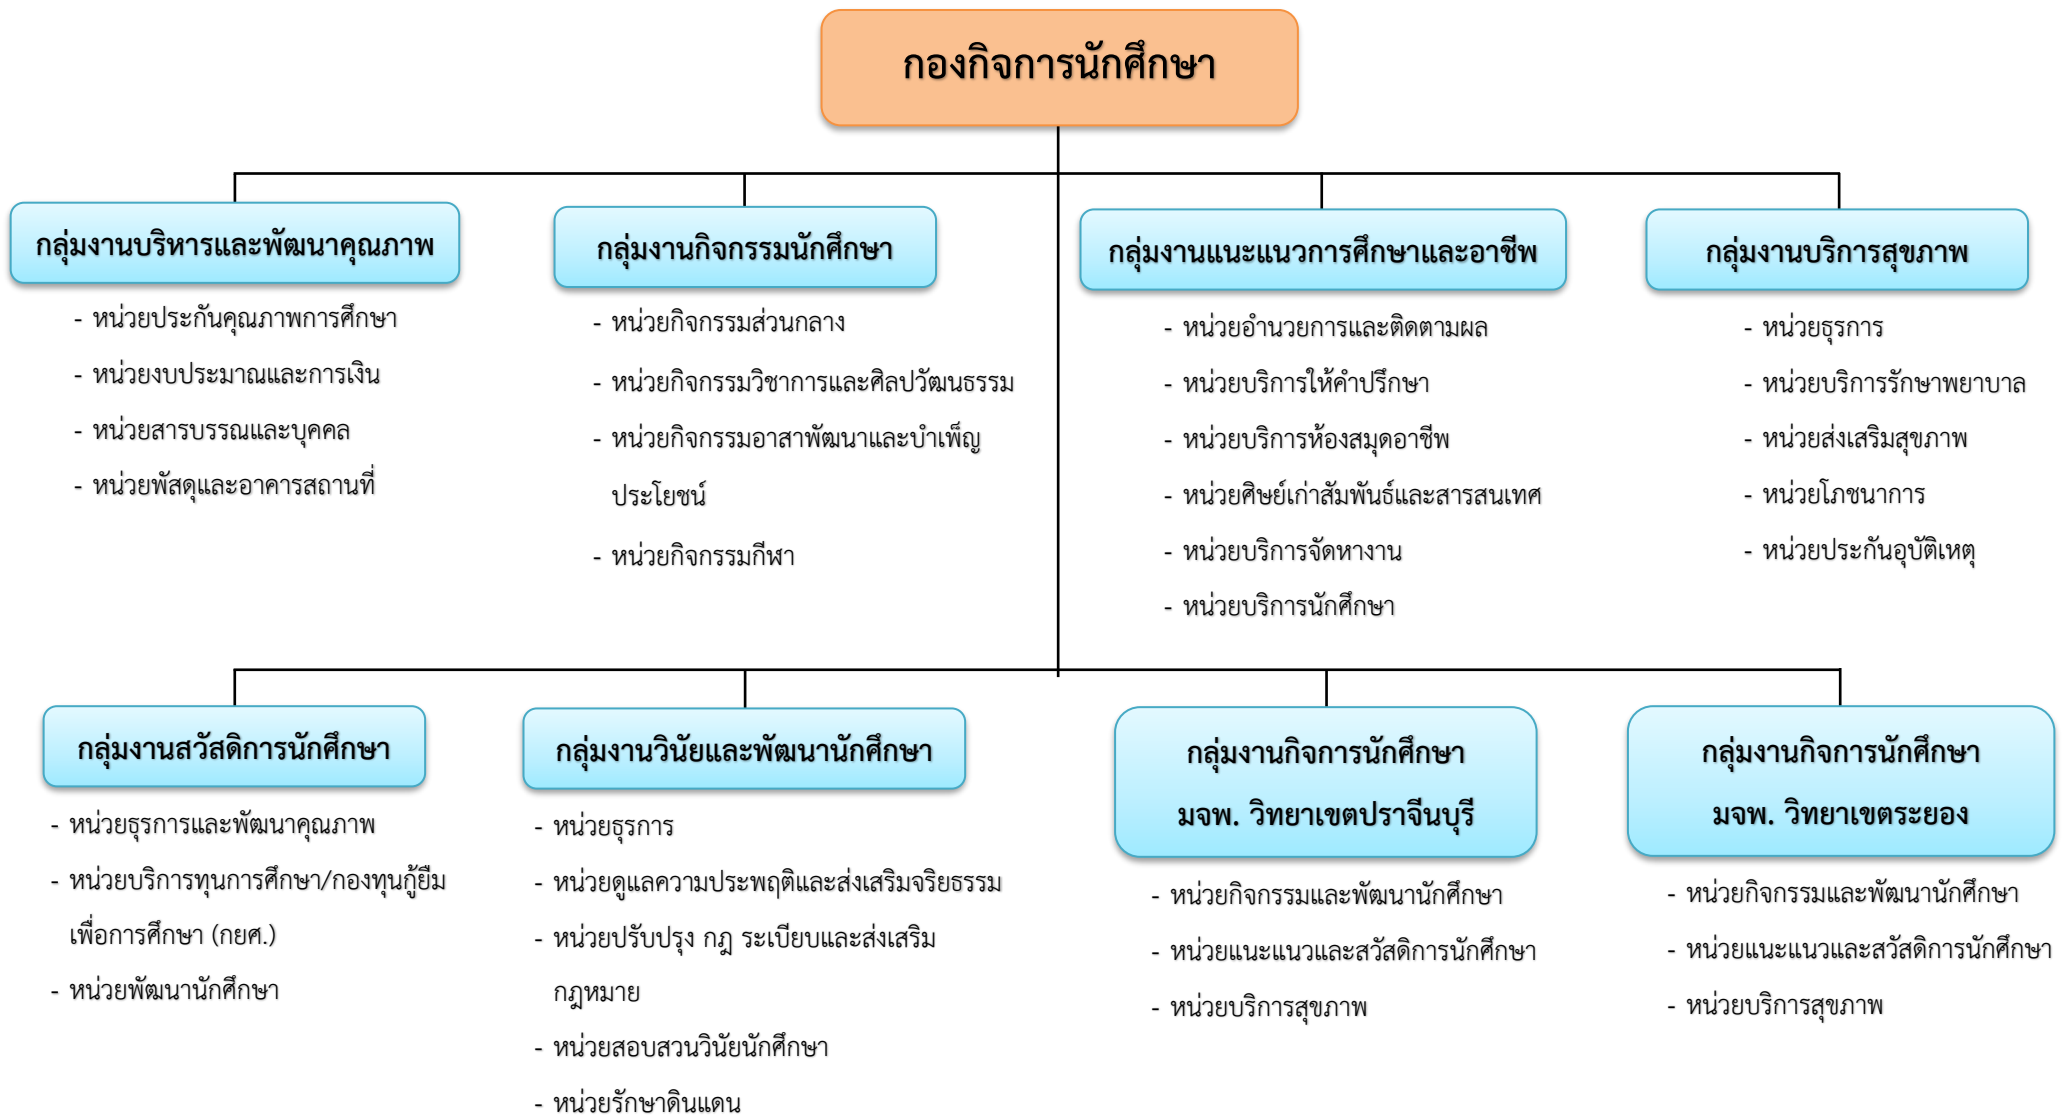 กองกิจการนักศึกษา
กลุ่มงานบริหารและพัฒนาคุณภาพ
- หน่วยประกันคุณภาพการศึกษา
- หน่วยงบประมาณและการเงิน
- หน่วยสารบรรณและบุคคล
- หน่วยพัสดุและอาคารสถานที่
กลุ่มงานกิจกรรมนักศึกษา
- หน่วยกิจกรรมส่วนกลาง
- หน่วยกิจกรรมวิชาการและศิลปวัฒนธรรม
- หน่วยกิจกรรมอาสาพัฒนาและบำเพ็ญ
ประโยชน์
- หน่วยกิจกรรมกีฬา
กลุ่มงานแนะแนวการศึกษาและอาชีพ
- หน่วยอำนวยการและติดตามผล
- หน่วยบริการให้คำปรึกษา
- หน่วยบริการห้องสมุดอาชีพ
- หน่วยศิษย์เก่าสัมพันธ์และสารสนเทศ
- หน่วยบริการจัดหางาน
- หน่วยบริการนักศึกษา
กลุ่มงานบริการสุขภาพ
- หน่วยธุรการ
- หน่วยบริการรักษาพยาบาล
- หน่วยส่งเสริมสุขภาพ
- หน่วยโภชนาการ
- หน่วยประกันอุบัติเหตุ
กลุ่มงานสวัสดิการนักศึกษา
- หน่วยธุรการและพัฒนาคุณภาพ
- หน่วยบริการทุนการศึกษา/กองทุนกู้ยืม
เพื่อการศึกษา (กยศ.)
- หน่วยพัฒนานักศึกษา
กลุ่มงานวินัยและพัฒนานักศึกษา
- หน่วยธุรการ
- หน่วยดูแลความประพฤติและส่งเสริมจริยธรรม
- หน่วยปรับปรุง กฎ ระเบียบและส่งเสริม
กฎหมาย
- หน่วยสอบสวนวินัยนักศึกษา
- หน่วยรักษาดินแดน
กลุ่มงานกิจการนักศึกษา
มจพ. วิทยาเขตปราจีนบุรี
- หน่วยกิจกรรมและพัฒนานักศึกษา
- หน่วยแนะแนวและสวัสดิการนักศึกษา
- หน่วยบริการสุขภาพ
กลุ่มงานกิจการนักศึกษา
มจพ. วิทยาเขตระยอง
- หน่วยกิจกรรมและพัฒนานักศึกษา
- หน่วยแนะแนวและสวัสดิการนักศึกษา
- หน่วยบริการสุขภาพ